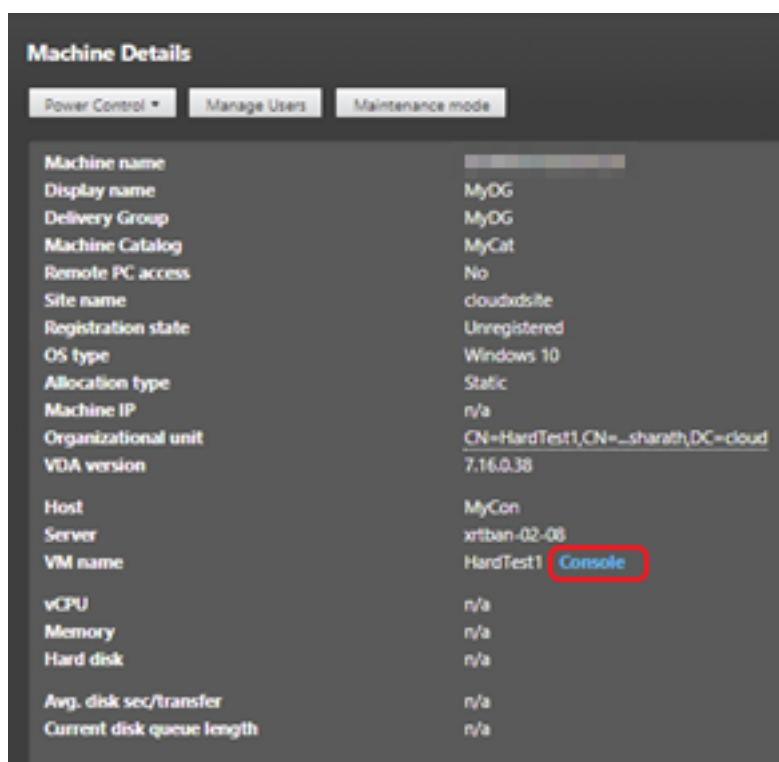 Machine Details
Power Control Manage Users Maintenance mode
Machine name
Display name MyDG
Delivery Group MyDG
Machine Catalog MyCat
Remote PC access No
Site name cloudxdsite
Registration state Unregistered
OS type Windows 10
Allocation type Static
Machine IP n/a
Organizational unit CN=HardTest1,CN=...sharath,DC=cloud
VDA version 7.16.0.38
Host MyCon
Server xrtban-02-08
VM name HardTest1 Console
vCPU n/a
Memory n/a
Hard disk n/a
Avg. disk sec/transfer n/a
Current disk queue length n/a